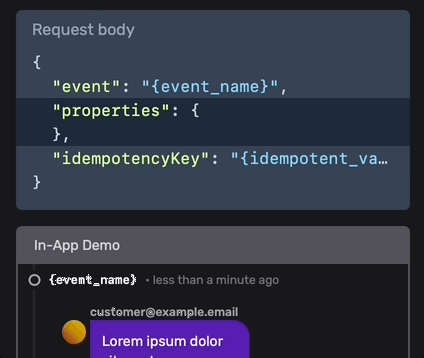 Request body
{
"event": "{event_name}",
"properties": {
},
"idempotencyKey": "{idempotent_va…
}
In-App Demo
{event_name} • less than a minute ago
customer@example.email
Lorem ipsum dolor